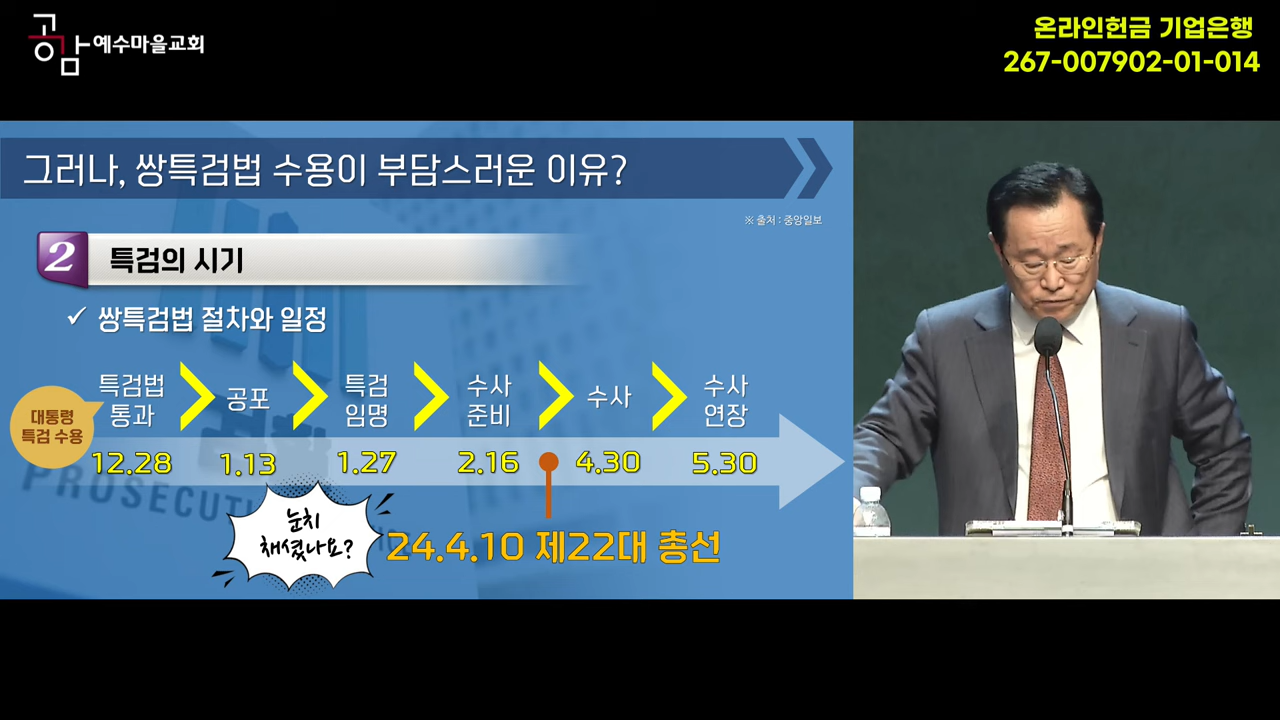 공감 예수마을교회
온라인헌금 기업은행
267-007902-01-014
그러나, 쌍특검법 수용이 부담스러운 이유?
※ 출처 : 중앙일보
2 특검의 시기
✓ 쌍특검법 절차와 일정
대통령
특검 수용
특검법
통과
공포
특검
임명
수사
준비
수사
수사
연장
12.28 1.13 1.27 2.16 4.30 5.30
PROSECUTI
눈치
채셨나요?
24.4.10 제22대 총선